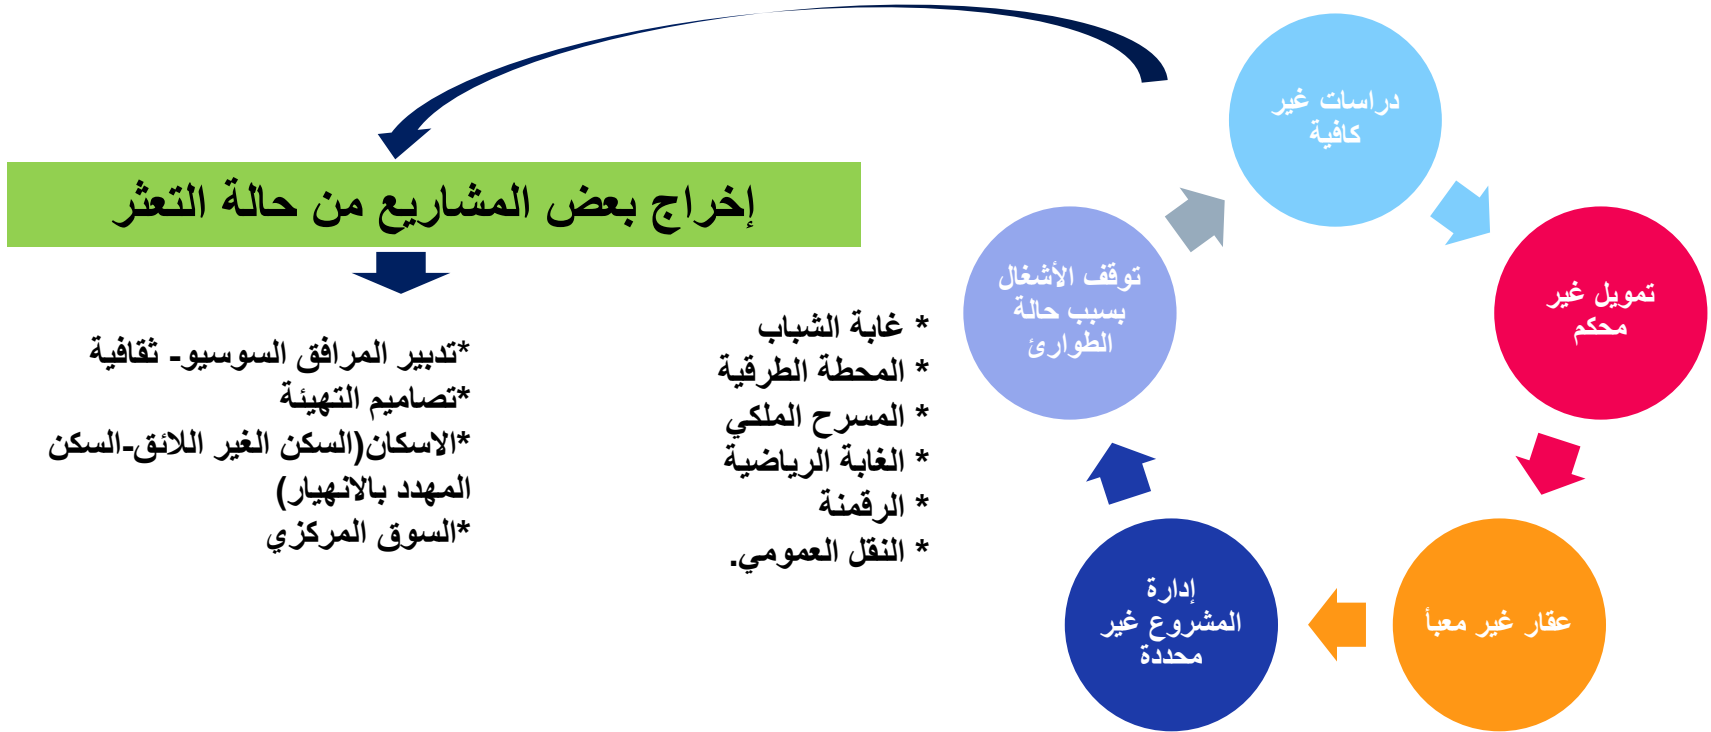 دراسات غير
كافية
تمويل غير
محكم
عقار غير معبأ
إدارة
المشروع غير
محددة
توقف الأشغال
بسبب حالة
الطوارئ
إخراج بعض المشاريع من حالة التعثر
* غابة الشباب
* المحطة الطرقية
* المسرح الملكي
* الغابة الرياضية
* الرقمنة
* النقل العمومي.
*تدبير المرافق السوسيو- ثقافية
*تصاميم التهيئة
*الاسكان(السكن الغير اللائق-السكن
المهدد بالانهيار)
*السوق المركزي